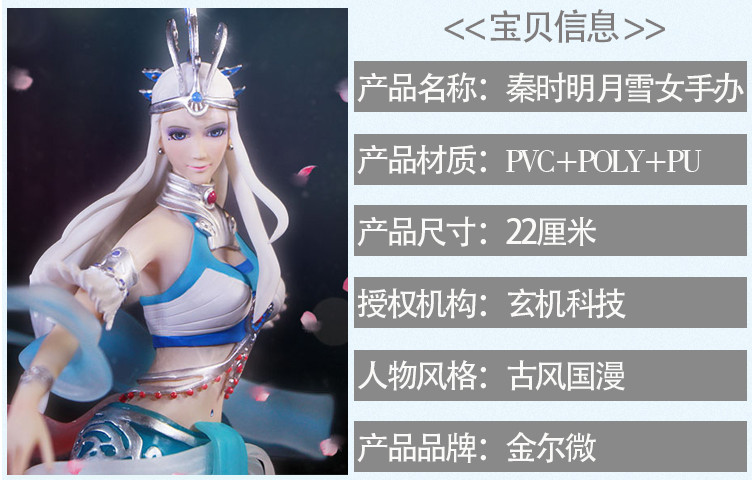 <<宝贝信息>>
产品名称：秦时明月雪女手办
产品材质：PVC+POLY+PU
产品尺寸：22厘米
授权机构：玄机科技
人物风格：古风国漫
产品品牌：金尔微